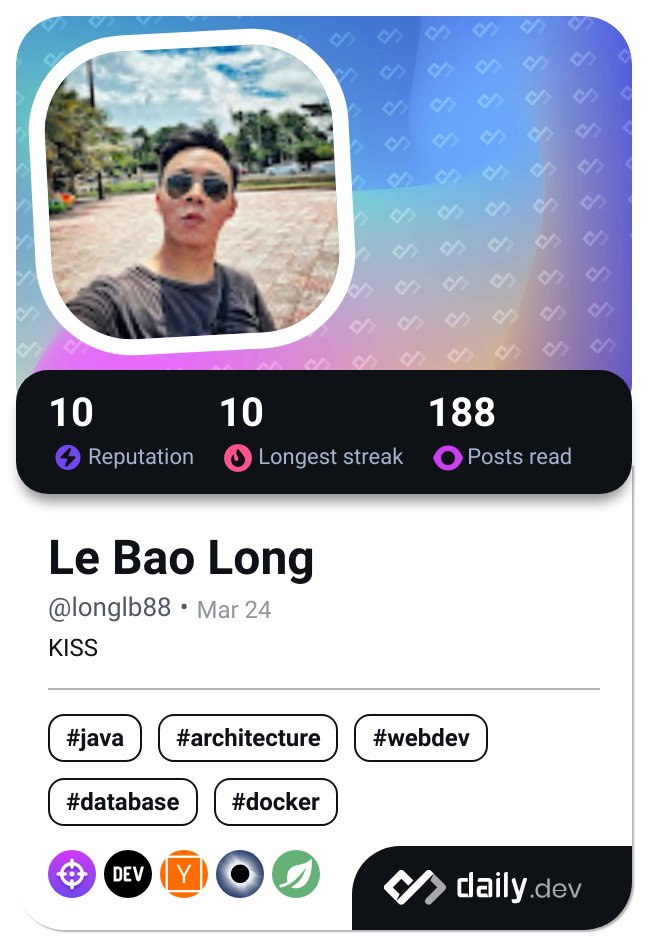 10 10 188
Reputation Longest streak Posts read
Le Bao Long
@longlb88 • Mar 24
KISS
#java #architecture #webdev
#database #docker
DEV Y daily.dev